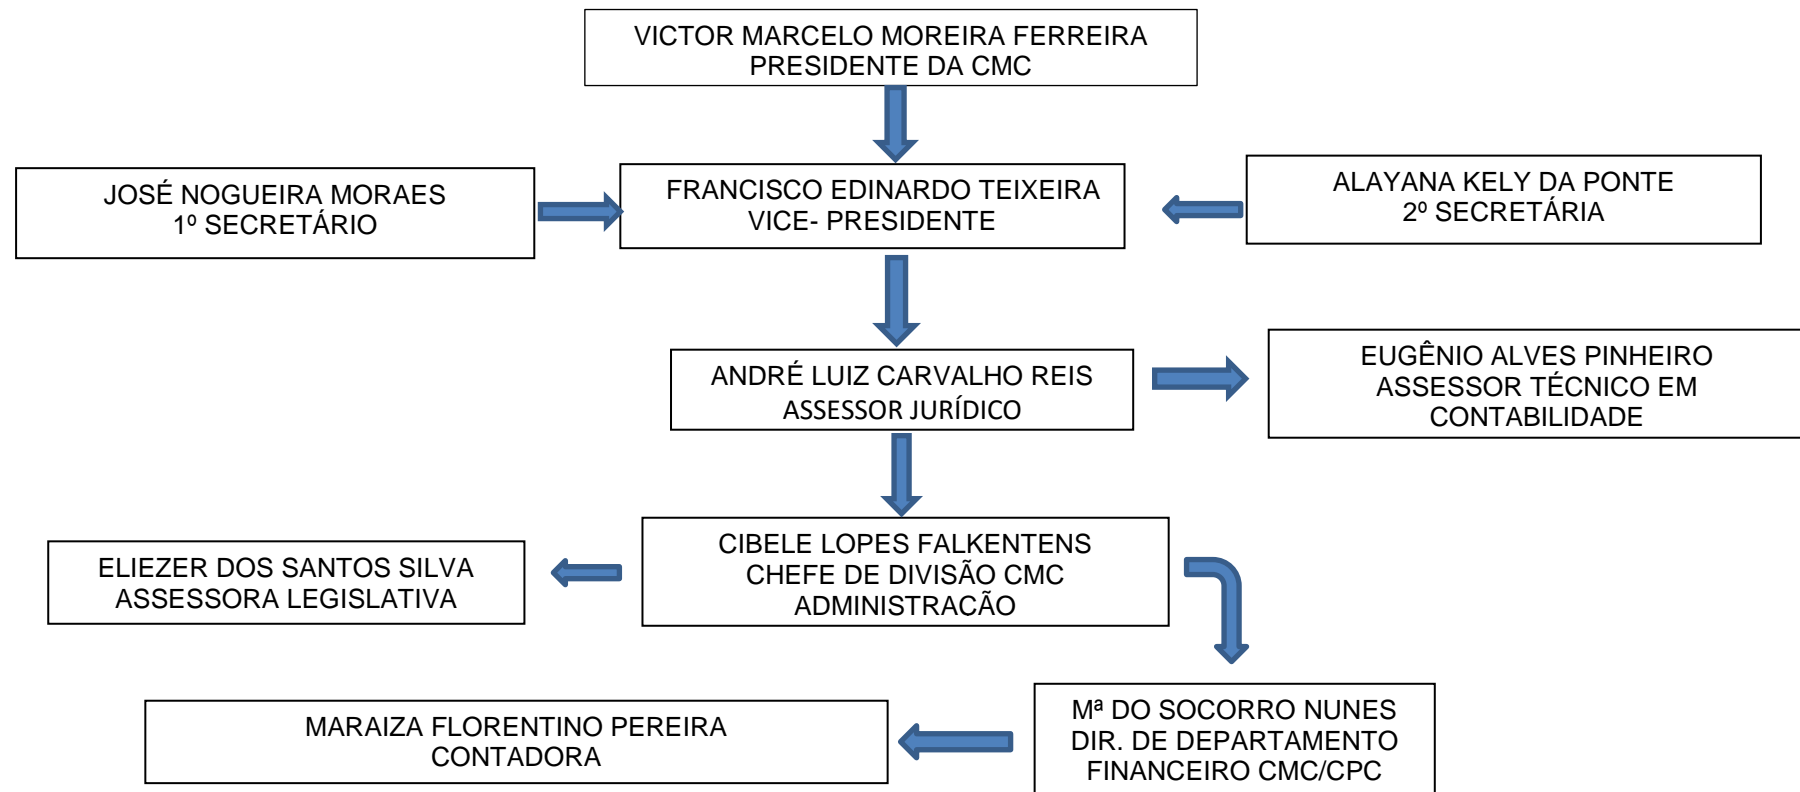 VICTOR MARCELO MOREIRA FERREIRA
PRESIDENTE DA CMC
JOSÉ NOGUEIRA MORAES
1º SECRETÁRIO
FRANCISCO EDINARDO TEIXEIRA
VICE- PRESIDENTE
ALAYANA KELY DA PONTE
2º SECRETÁRIA
ANDRÉ LUIZ CARVALHO REIS
ASSESSOR JURÍDICO
EUGÊNIO ALVES PINHEIRO
ASSESSOR TÉCNICO EM
CONTABILIDADE
ELIEZER DOS SANTOS SILVA
ASSESSORA LEGISLATIVA
CIBELE LOPES FALKENTENS
CHEFE DE DIVISÃO CMC
ADMINISTRACÃO
MARAIZA FLORENTINO PEREIRA
CONTADORA
Mª DO SOCORRO NUNES
DIR. DE DEPARTAMENTO
FINANCEIRO CMC/CPC